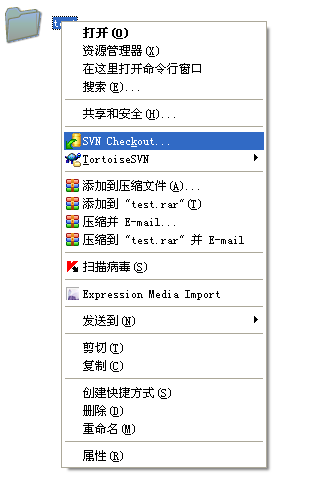 打开(O)
资源管理器(X)
在这里打开命令行窗口
搜索(E)...
共享和安全(H)...
SVN Checkout...
TortoiseSVN
添加到压缩文件(A)...
添加到 "test.rar"(T)
压缩并 E-mail...
压缩到 "test.rar" 并 E-mail
扫描病毒(S)
Expression Media Import
发送到(N)
剪切(T)
复制(C)
创建快捷方式(S)
删除(D)
重命名(M)
属性(R)